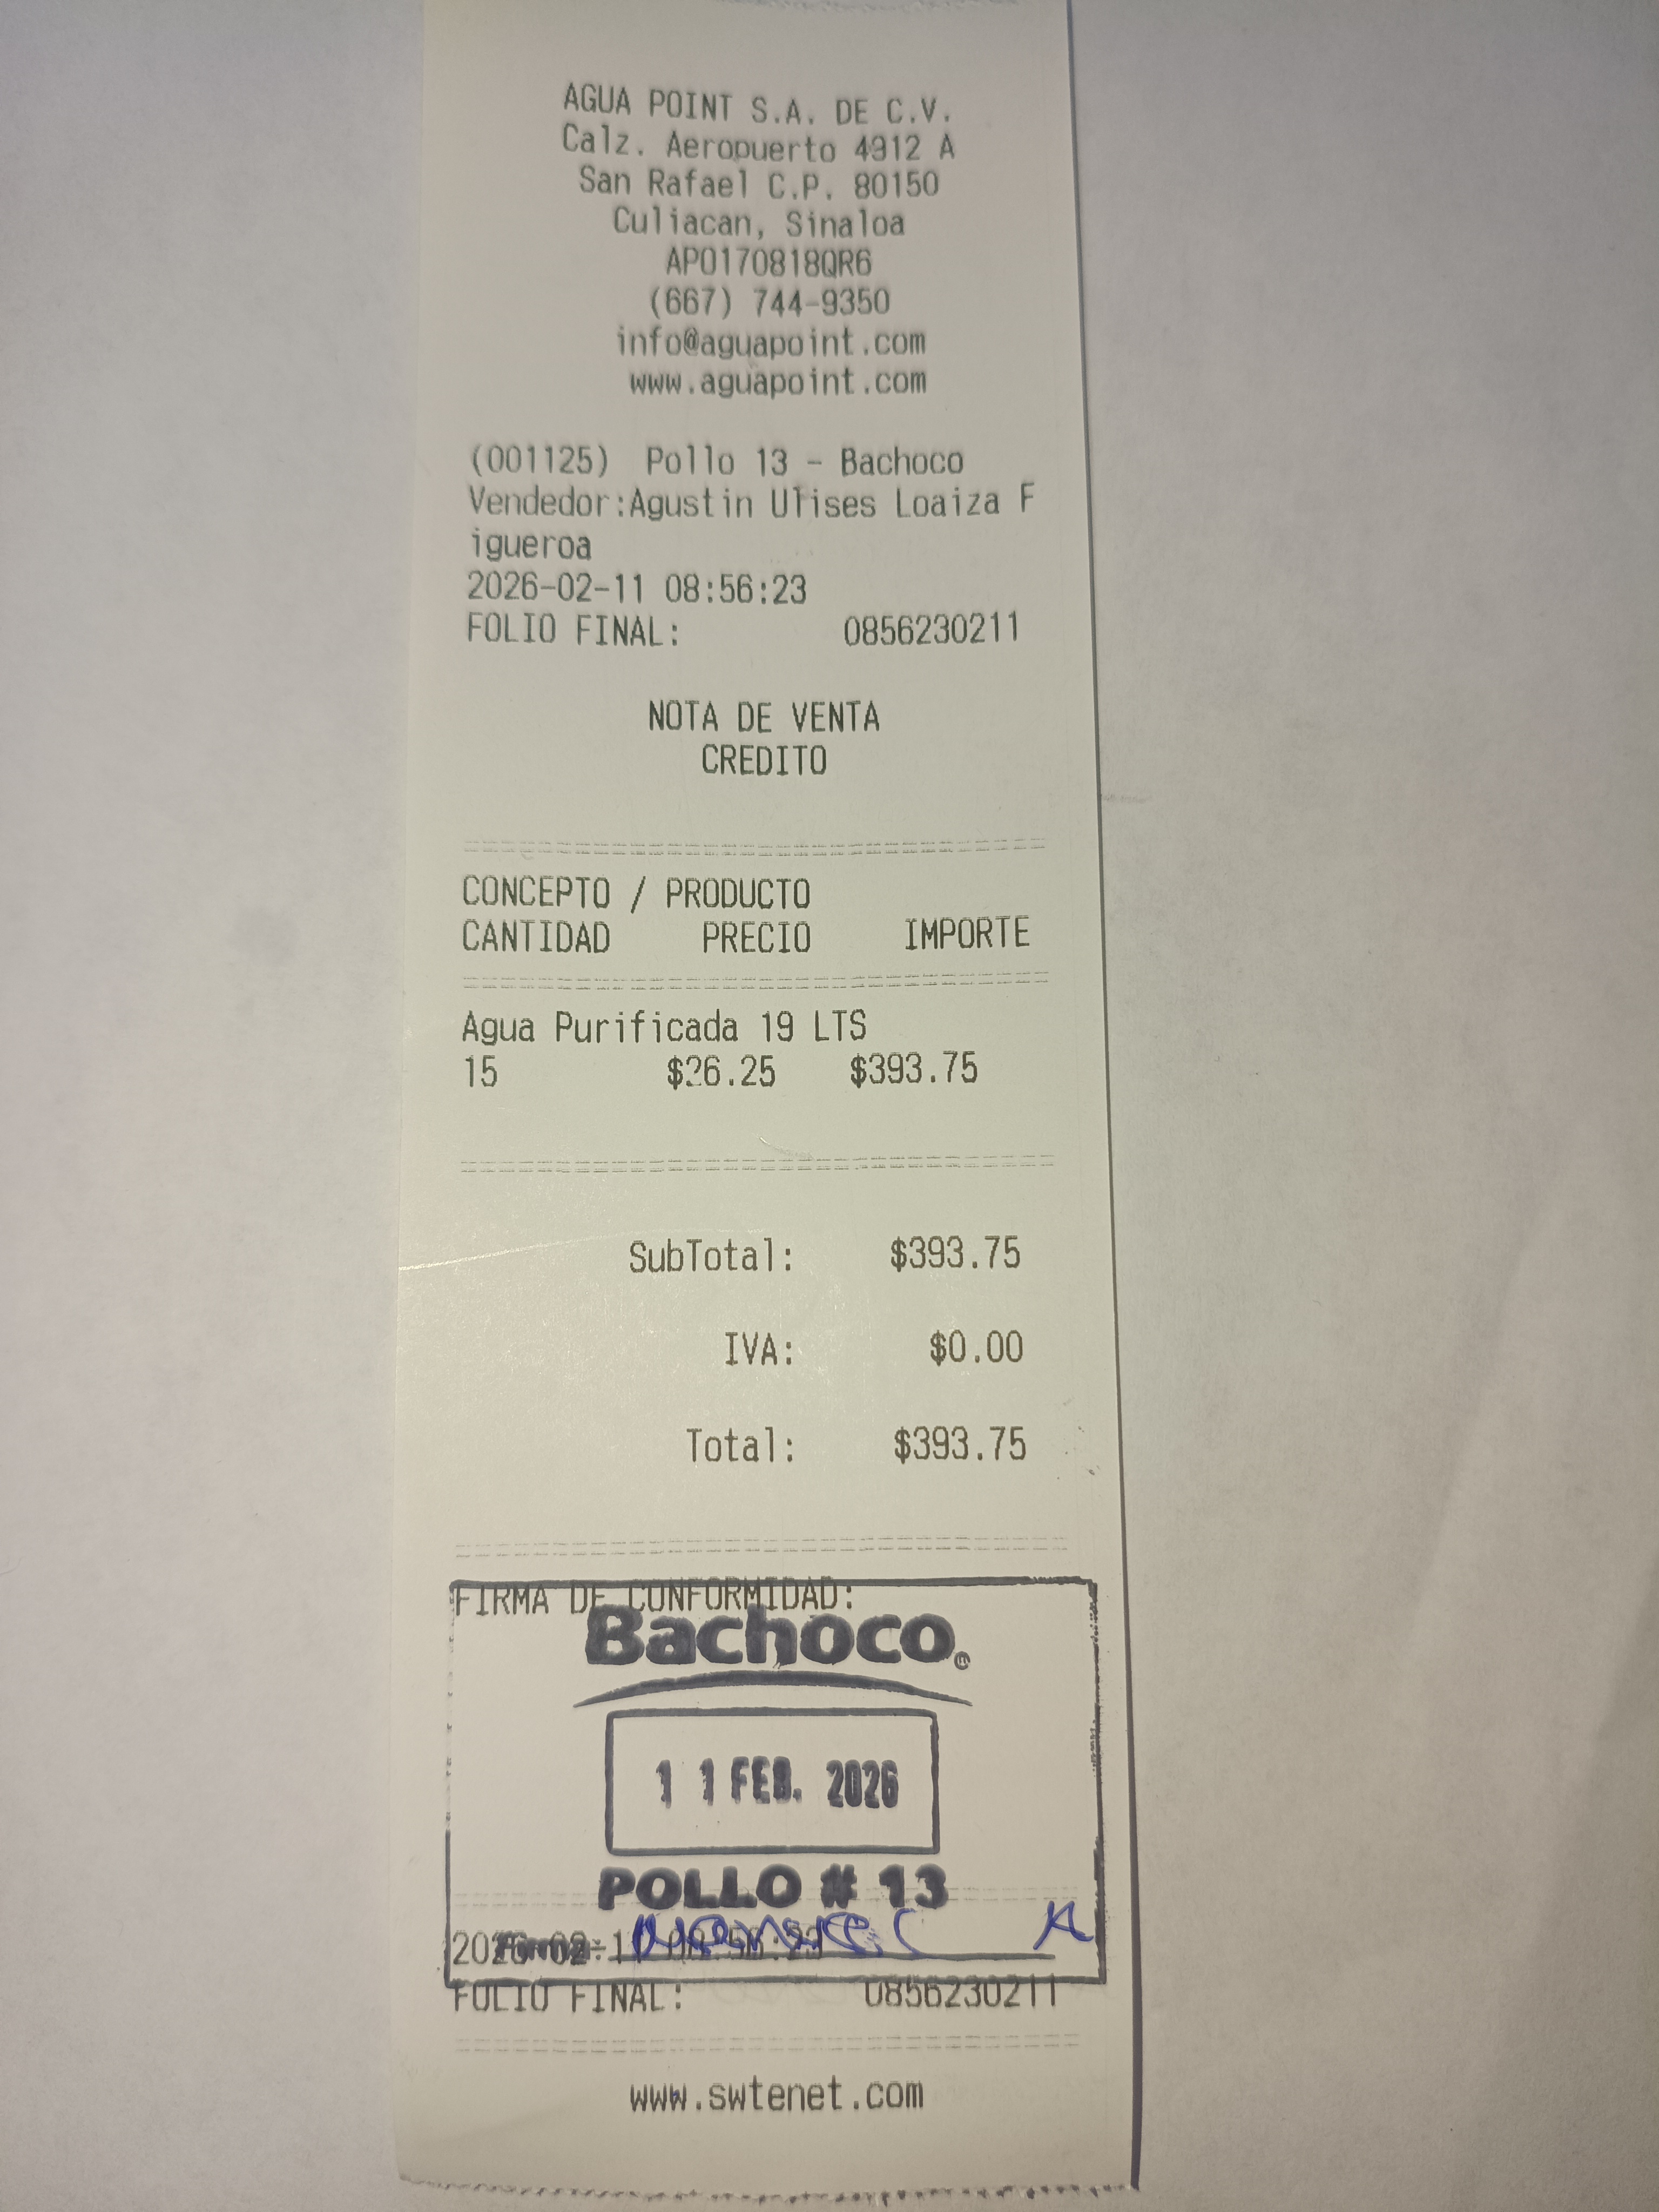 AGUA POINT S.A. DE C.V.
Calz. Aeropuerto 4912 A
San Rafael C.P. 80150
Culiacan, Sinaloa
APO170818QR6
(667) 744-9350
info@aguapoint.com
www.aguapoint.com
(001125) Pollo 13 - Bachoco
Vendedor:Agustin Ulises Loaiza F
igueroa
2026-02-11 08:56:23
FOLIO FINAL: 0856230211
NOTA DE VENTA
CREDITO
CONCEPTO / PRODUCTO
CANTIDAD PRECIO IMPORTE
Agua Purificada 19 LTS
15 $26.25 $393.75
SubTotal: $393.75
IVA: $0.00
Total: $393.75
FIRMA DE CONFORMIDAD:
Bachoco®
11 FEB. 2026
POLLO # 13
FOLIO FINAL: 0856230211
www.swtenet.com